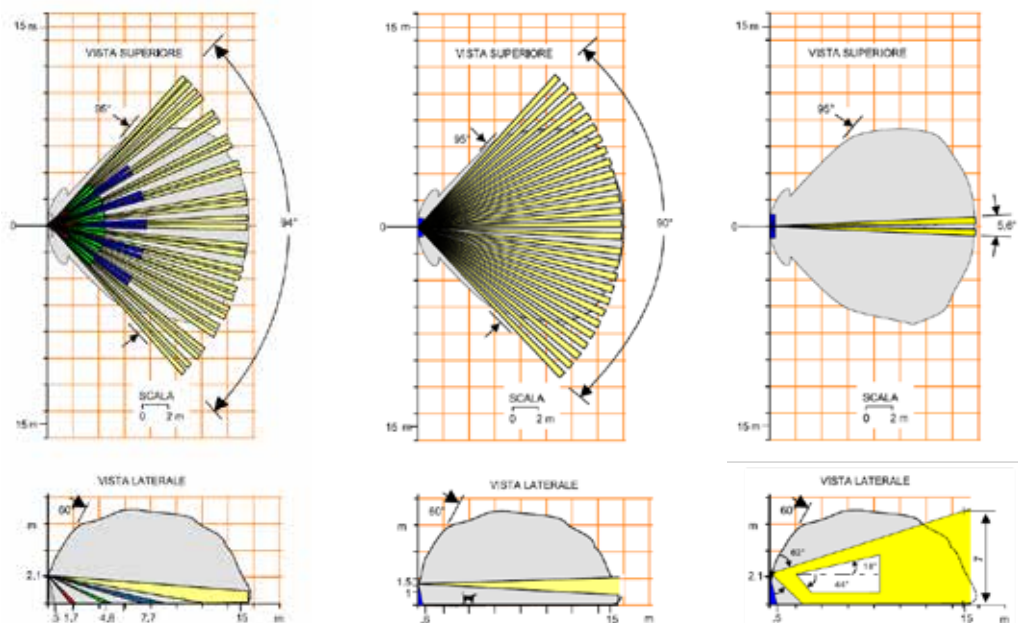 15 m
VISTA SUPERIORE
95°
0
94°
SCALA
0 2 m
15 m
VISTA LATERALE
60°
m
2.1
.5 1,7 4,8 7,7 15 m
15 m
VISTA SUPERIORE
95°
0
90°
SCALA
0 2 m
15 m
VISTA LATERALE
60°
m
1.5
1
.5 15 m
15 m
VISTA SUPERIORE
95°
0
5,6°
SCALA
0 2 m
15 m
VISTA LATERALE
60°
m
2.1
18°
.5 15 m